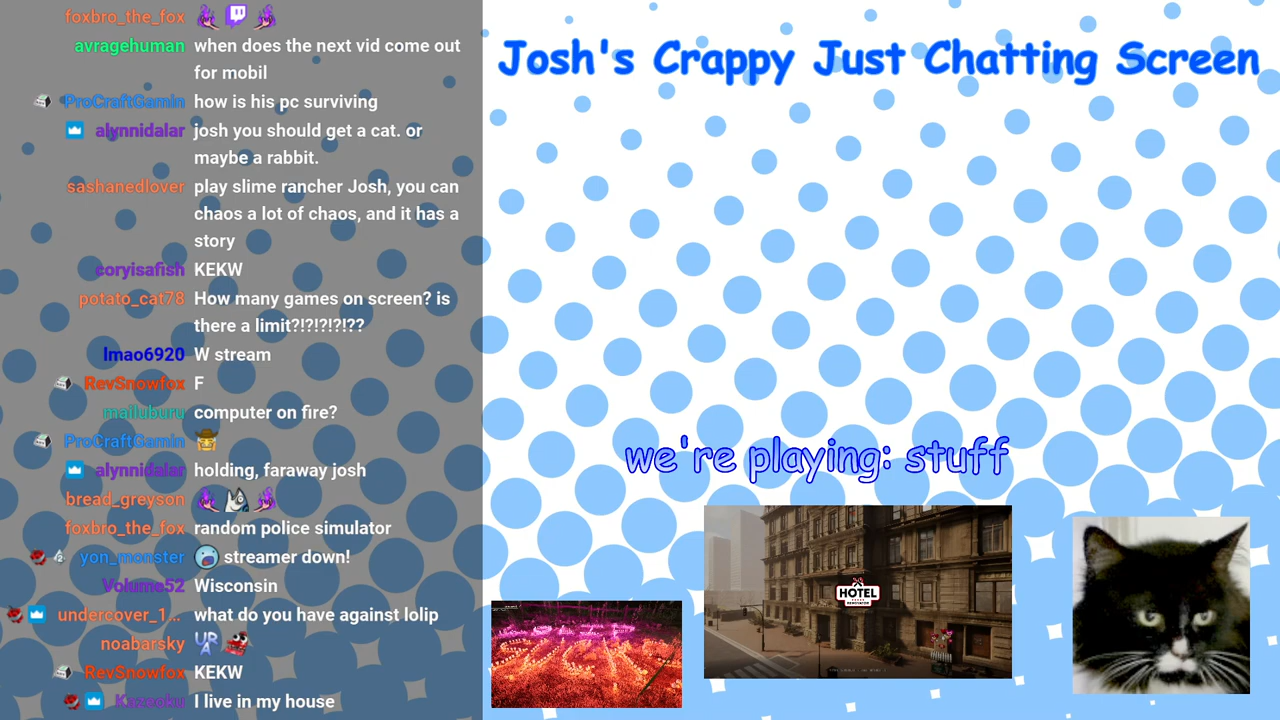 foxbro_the_fox
avragehuman when does the next vid come out
for mobil
ProCraftGamin how is his pc surviving
alynnidalar josh you should get a cat. or
maybe a rabbit.
sashanedlover play slime rancher Josh, you can
chaos a lot of chaos, and it has a
story
coryisafish KEKW
potato_cat78 How many games on screen? is
there a limit?!?!?!?!??
lmao6920 W stream
RevSnowfox F
mailuburu computer on fire?
ProCraftGamin
alynnidalar holding, faraway josh
bread_greyson
foxbro_the_fox random police simulator
yon_monster streamer down!
Volume52 Wisconsin
undercover_1... what do you have against lolip
noabarsky
RevSnowfox KEKW
Kazooku I live in my house
Josh's Crappy Just Chatting Screen
we're playing: stuff
HOTEL
RENOVATOR